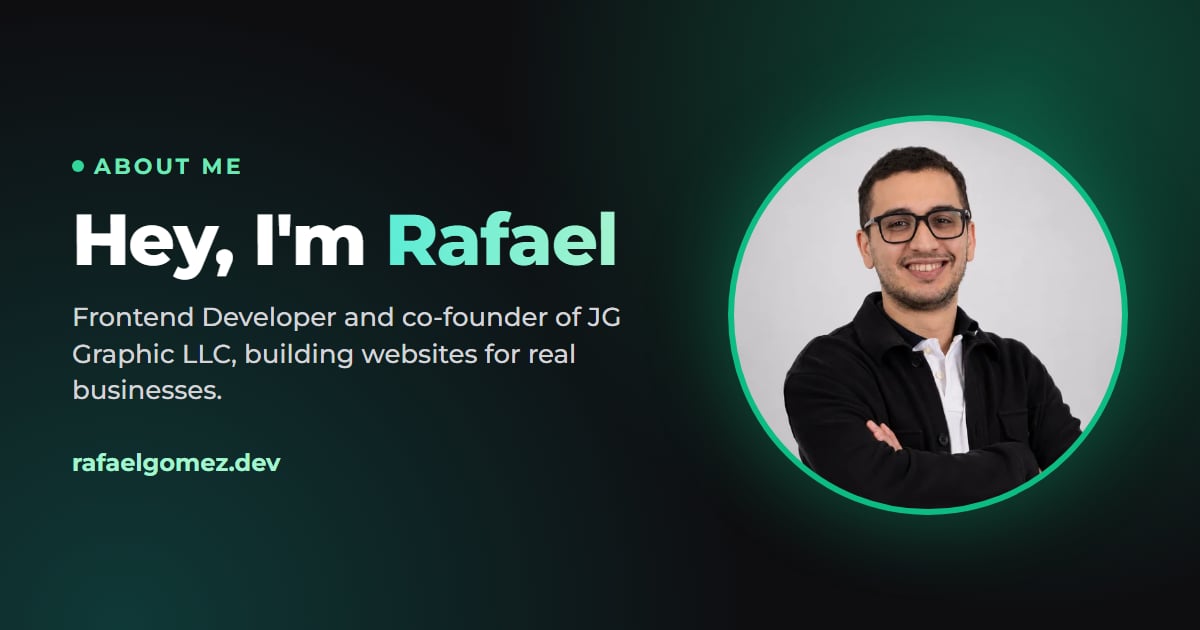 ABOUT ME
Hey, I'm Rafael
Frontend Developer and co-founder of JG
Graphic LLC, building websites for real
businesses.
rafaelgomez.dev